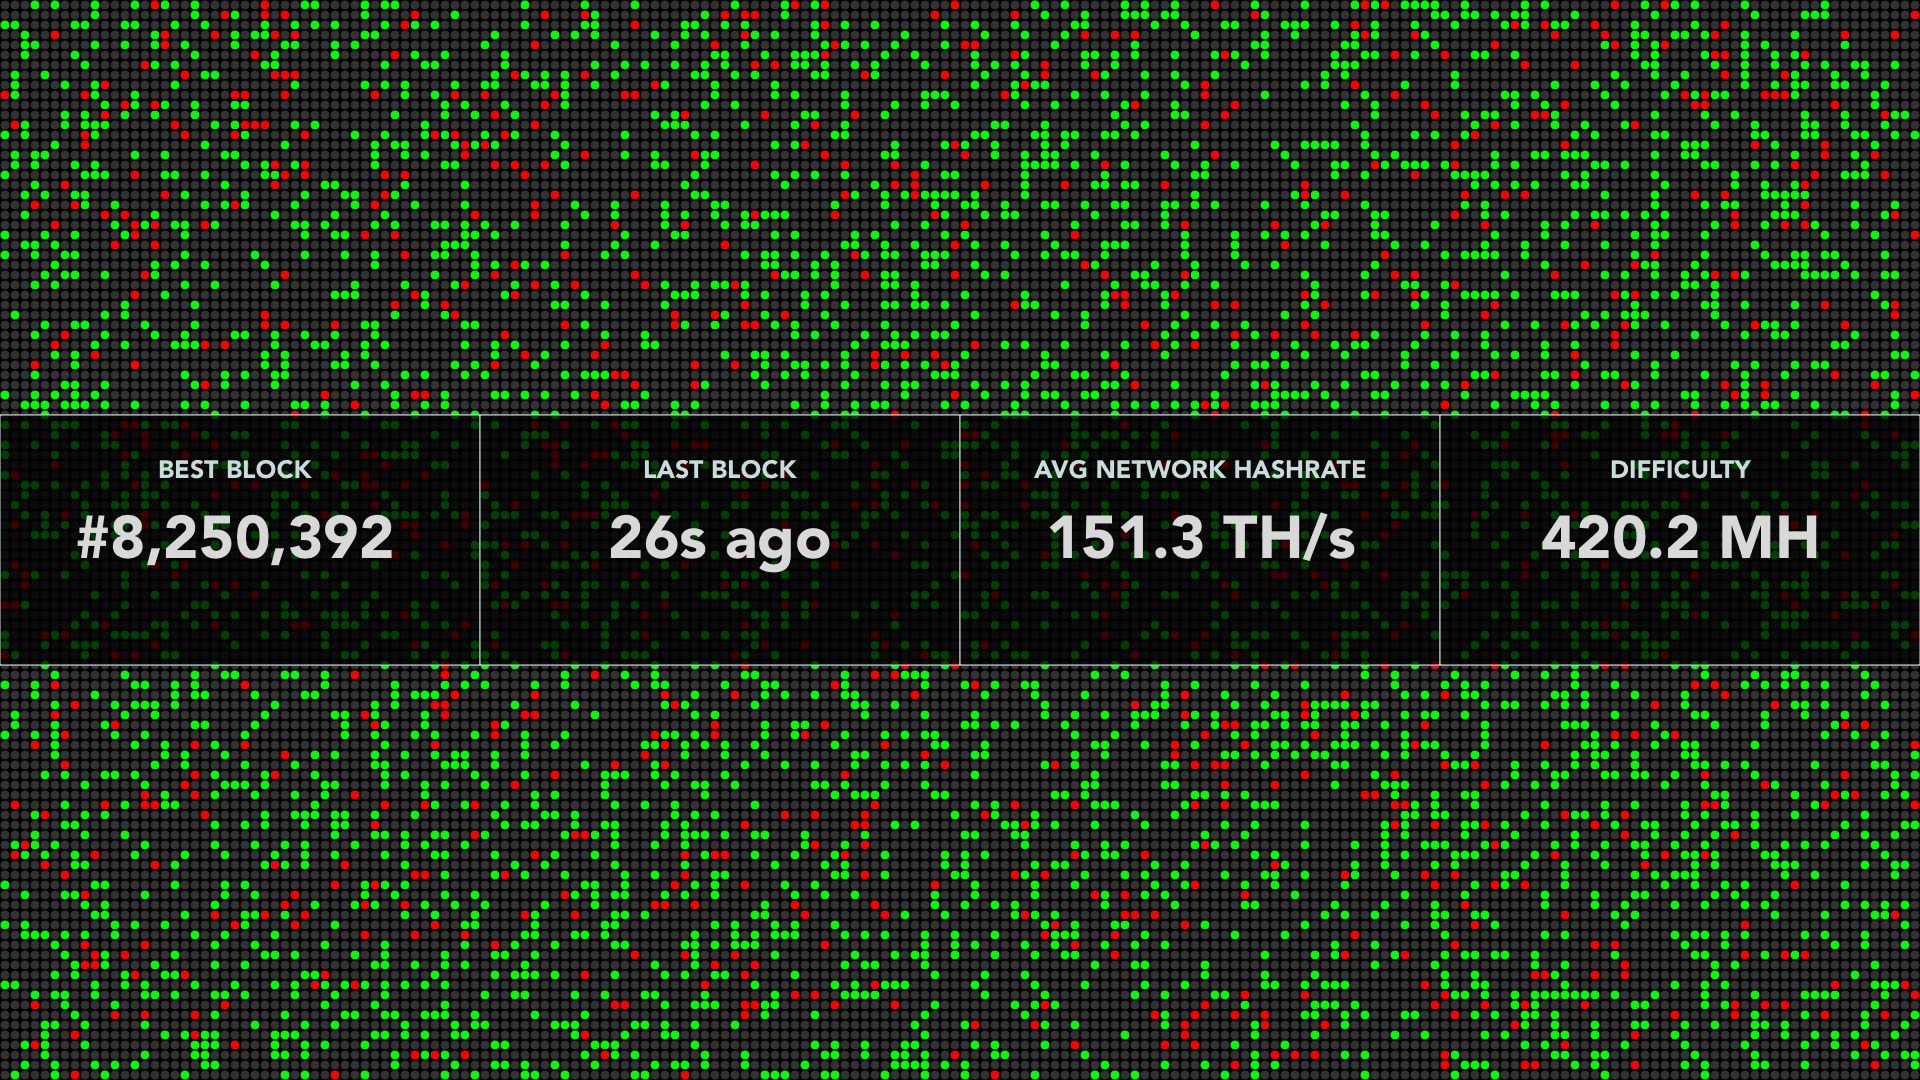 BEST BLOCK
#8,250,392
LAST BLOCK
26s ago
AVG NETWORK HASHRATE
151.3 TH/s
DIFFICULTY
420.2 MH